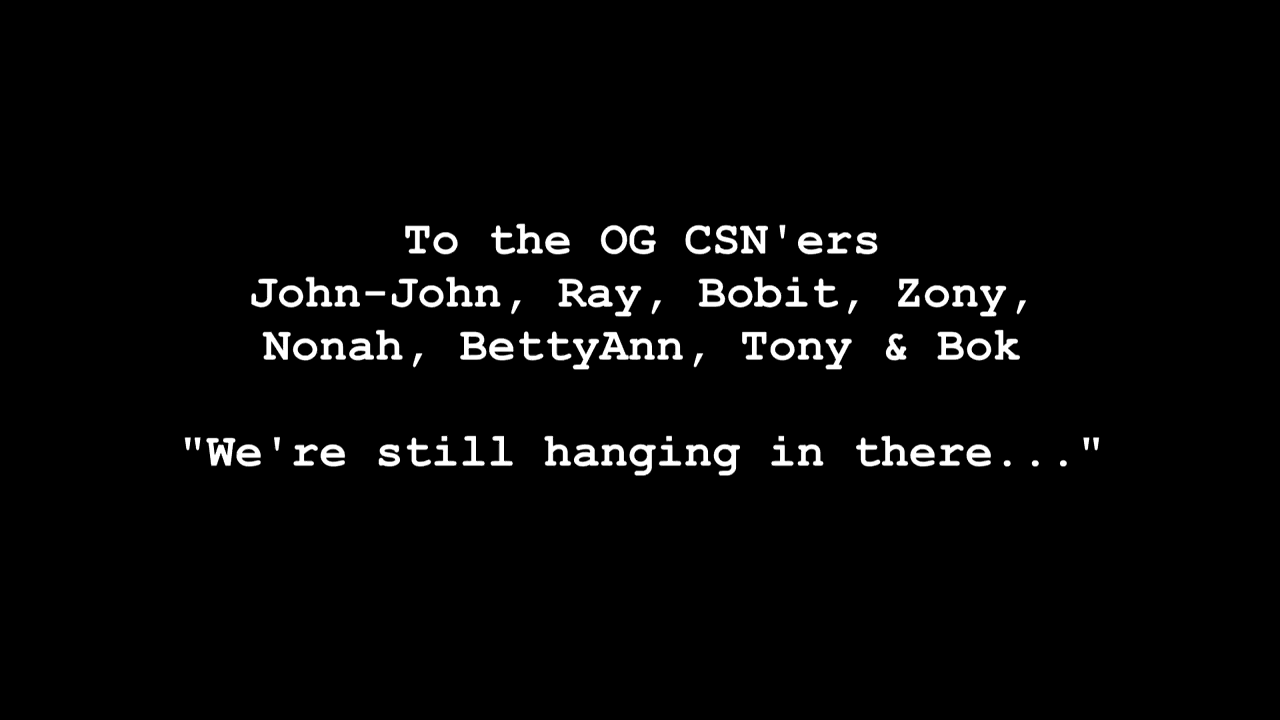 To the OG CSN'ers
John-John, Ray, Bobit, Zony,
Nonah, BettyAnn, Tony & Bok
"We're still hanging in there..."